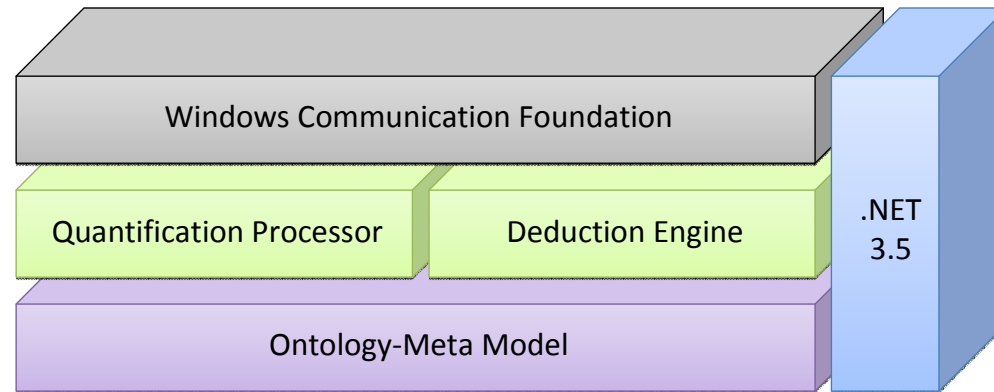 Windows Communication Foundation
Quantification Processor
Deduction Engine
.NET
3.5
Ontology-Meta Model